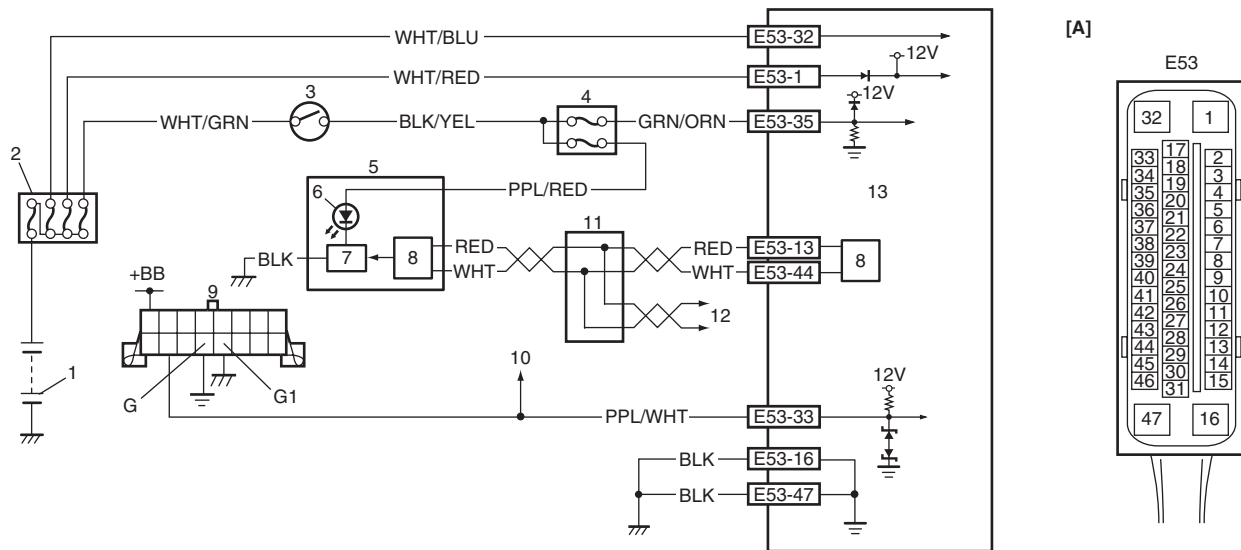 WHT/BLU E53-32
12V
WHT/RED E53-1
3 12V
WHT/GRN BLK/YEL 4 GRN/ORN E53-35
2 5
6 PPL/RED 13
11
RED RED E53-13
BLK 7 8 WHT WHT E53-44 8
+BB
9
12
10
1 G G1 12V
PPL/WHT E53-33
BLK E53-16
BLK E53-47
[A]
E53
32 1
17
33 2
18
34 3
19
35 4
20
36 5
21
37 6
22
38 7
23
39 8
24
40 9
25
41 10
26
42 11
27
43 12
28
44 13
29
45 14
30
46 15
31
47 16